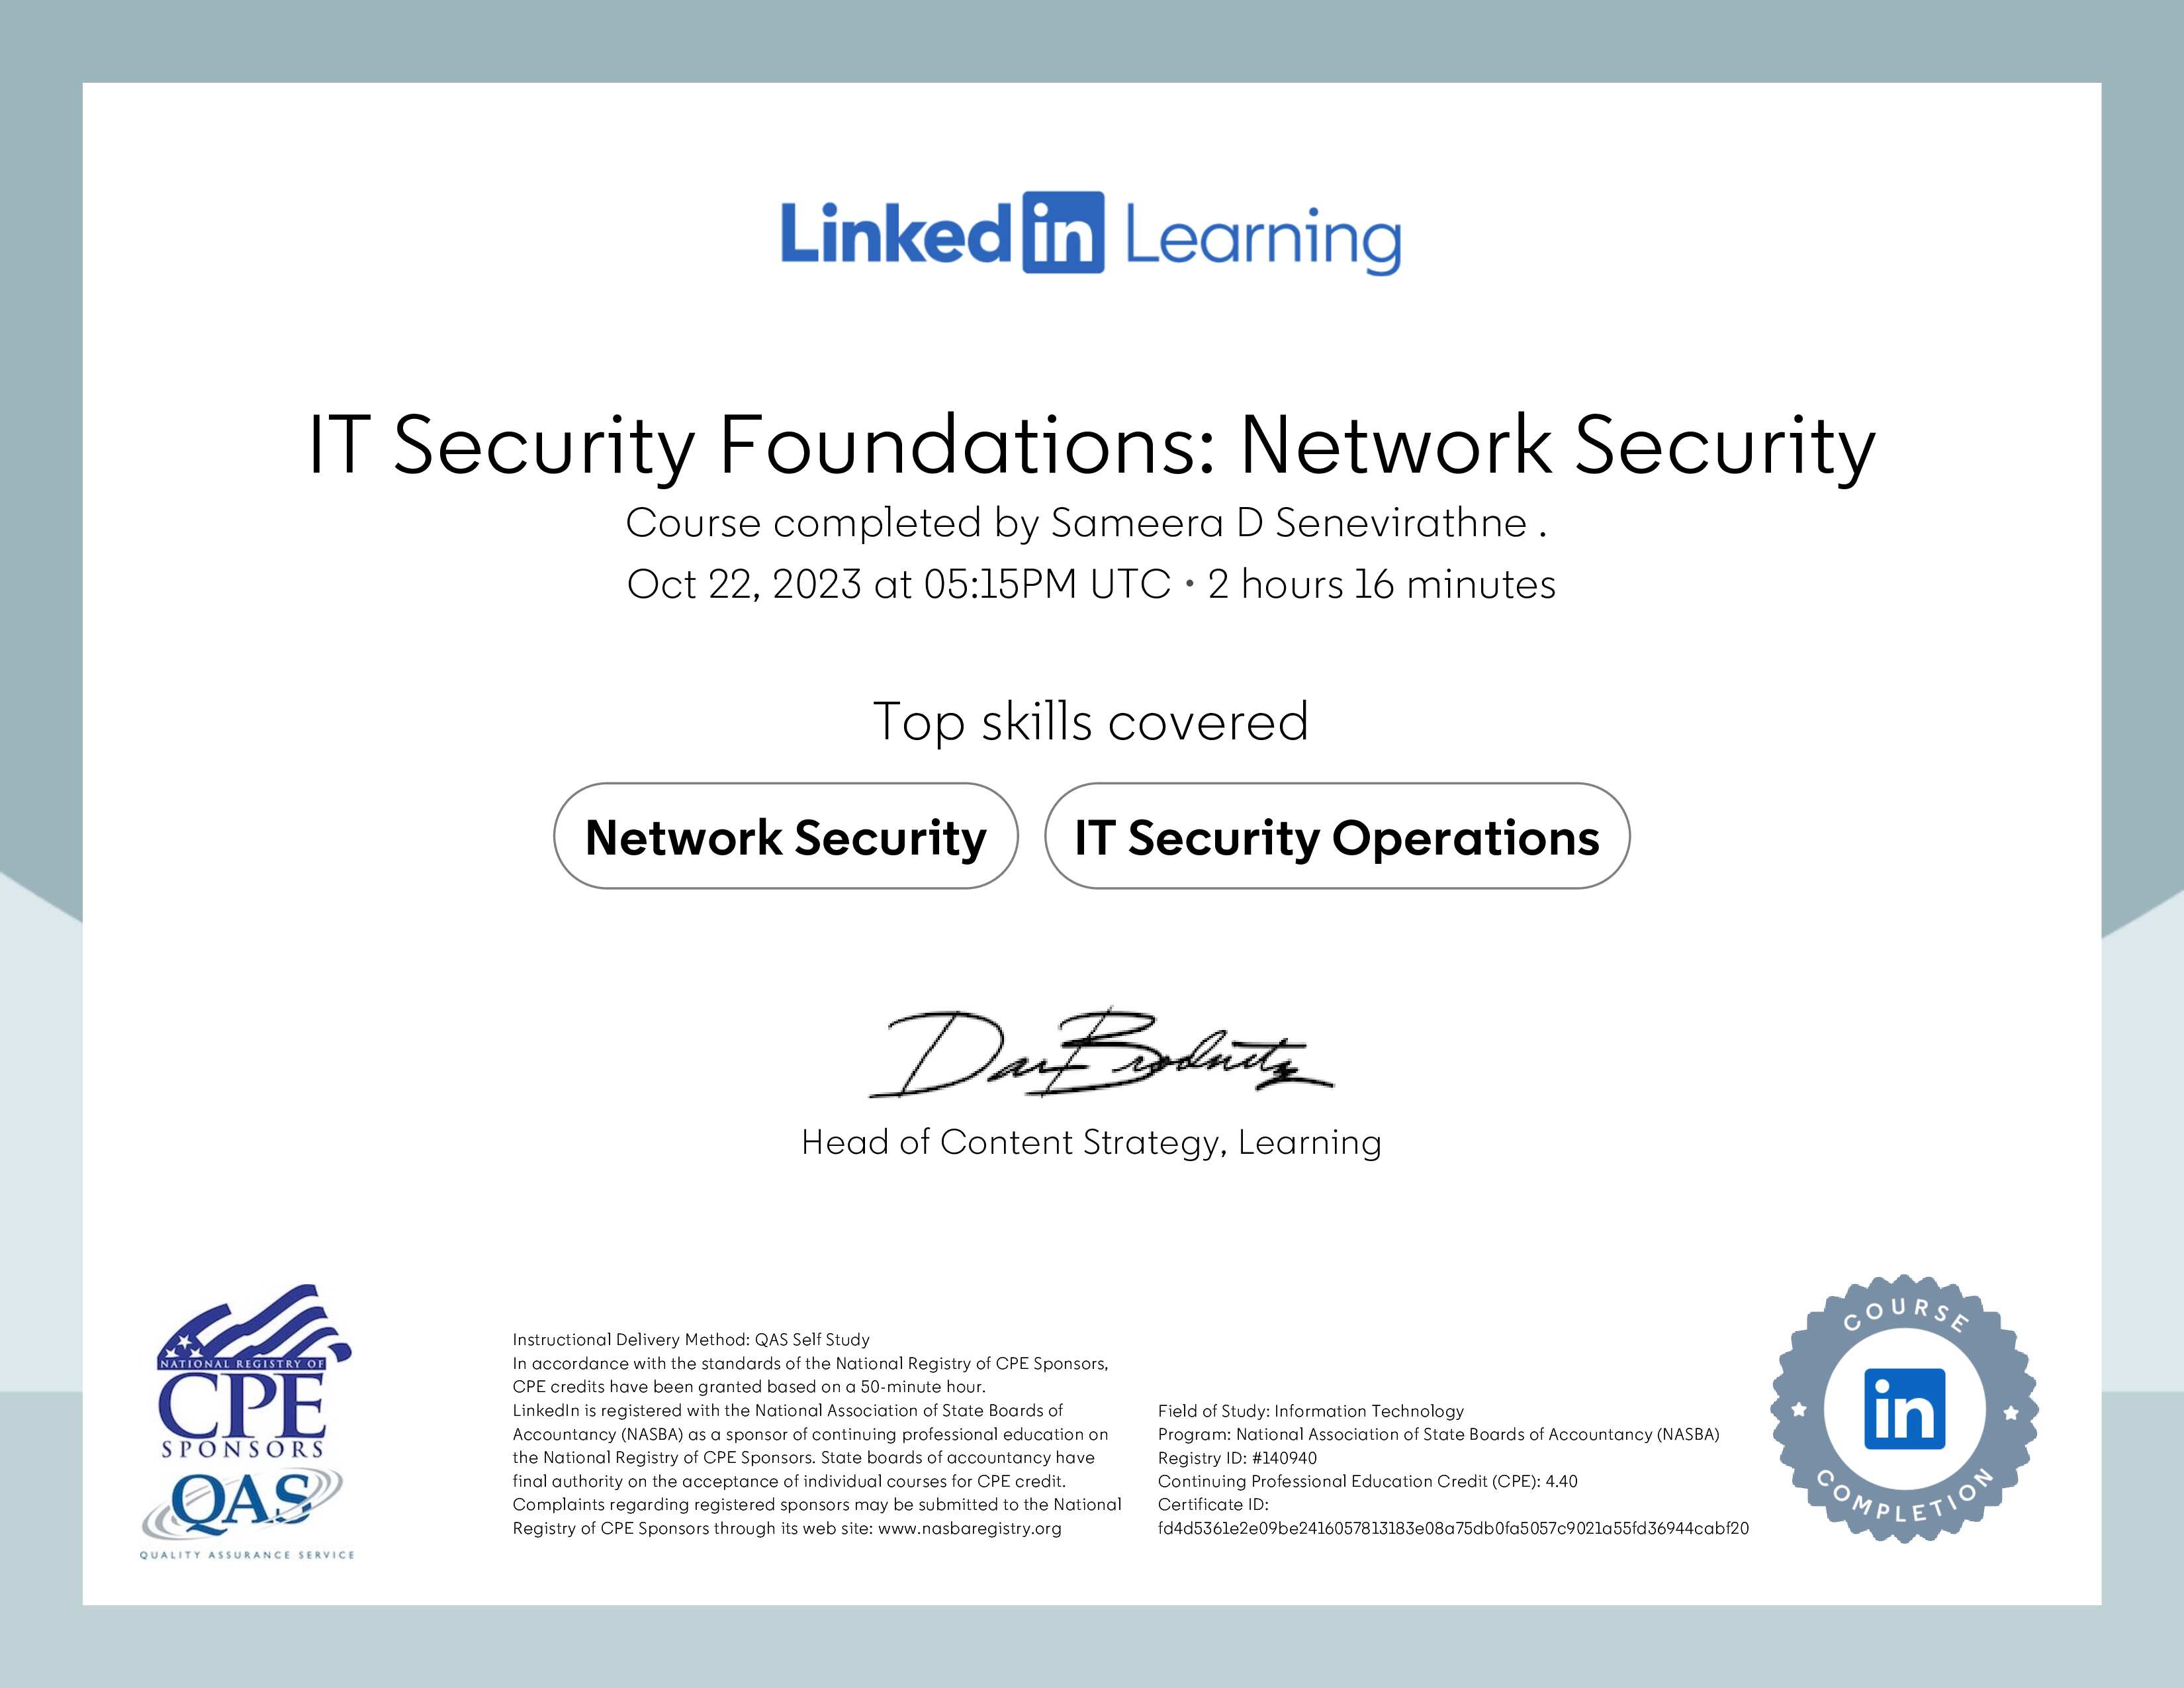 Linked in Learning
IT Security Foundations: Network Security
Course completed by Sameera D Senevirathne .
Oct 22, 2023 at 05:15PM UTC • 2 hours 16 minutes
Top skills covered
Network Security
IT Security Operations
Dan Brodnitz
Head of Content Strategy, Learning
NATIONAL REGISTRY OF
CPE
SPONSORS
QAS
QUALITY ASSURANCE SERVICE
Instructional Delivery Method: QAS Self Study
In accordance with the standards of the National Registry of CPE Sponsors,
CPE credits have been granted based on a 50-minute hour.
LinkedIn is registered with the National Association of State Boards of
Accountancy (NASBA) as a sponsor of continuing professional education on
the National Registry of CPE Sponsors. State boards of accountancy have
final authority on the acceptance of individual courses for CPE credit.
Complaints regarding registered sponsors may be submitted to the National
Registry of CPE Sponsors through its web site: www.nasbaregistry.org
Field of Study: Information Technology
Program: National Association of State Boards of Accountancy (NASBA)
Registry ID: #140940
Continuing Professional Education Credit (CPE): 4.40
Certificate ID:
fd4d5361e2e09be2416057813183e08a75db0fa5057c9021a55fd36944cabf20
COURSE
in
COMPLETION